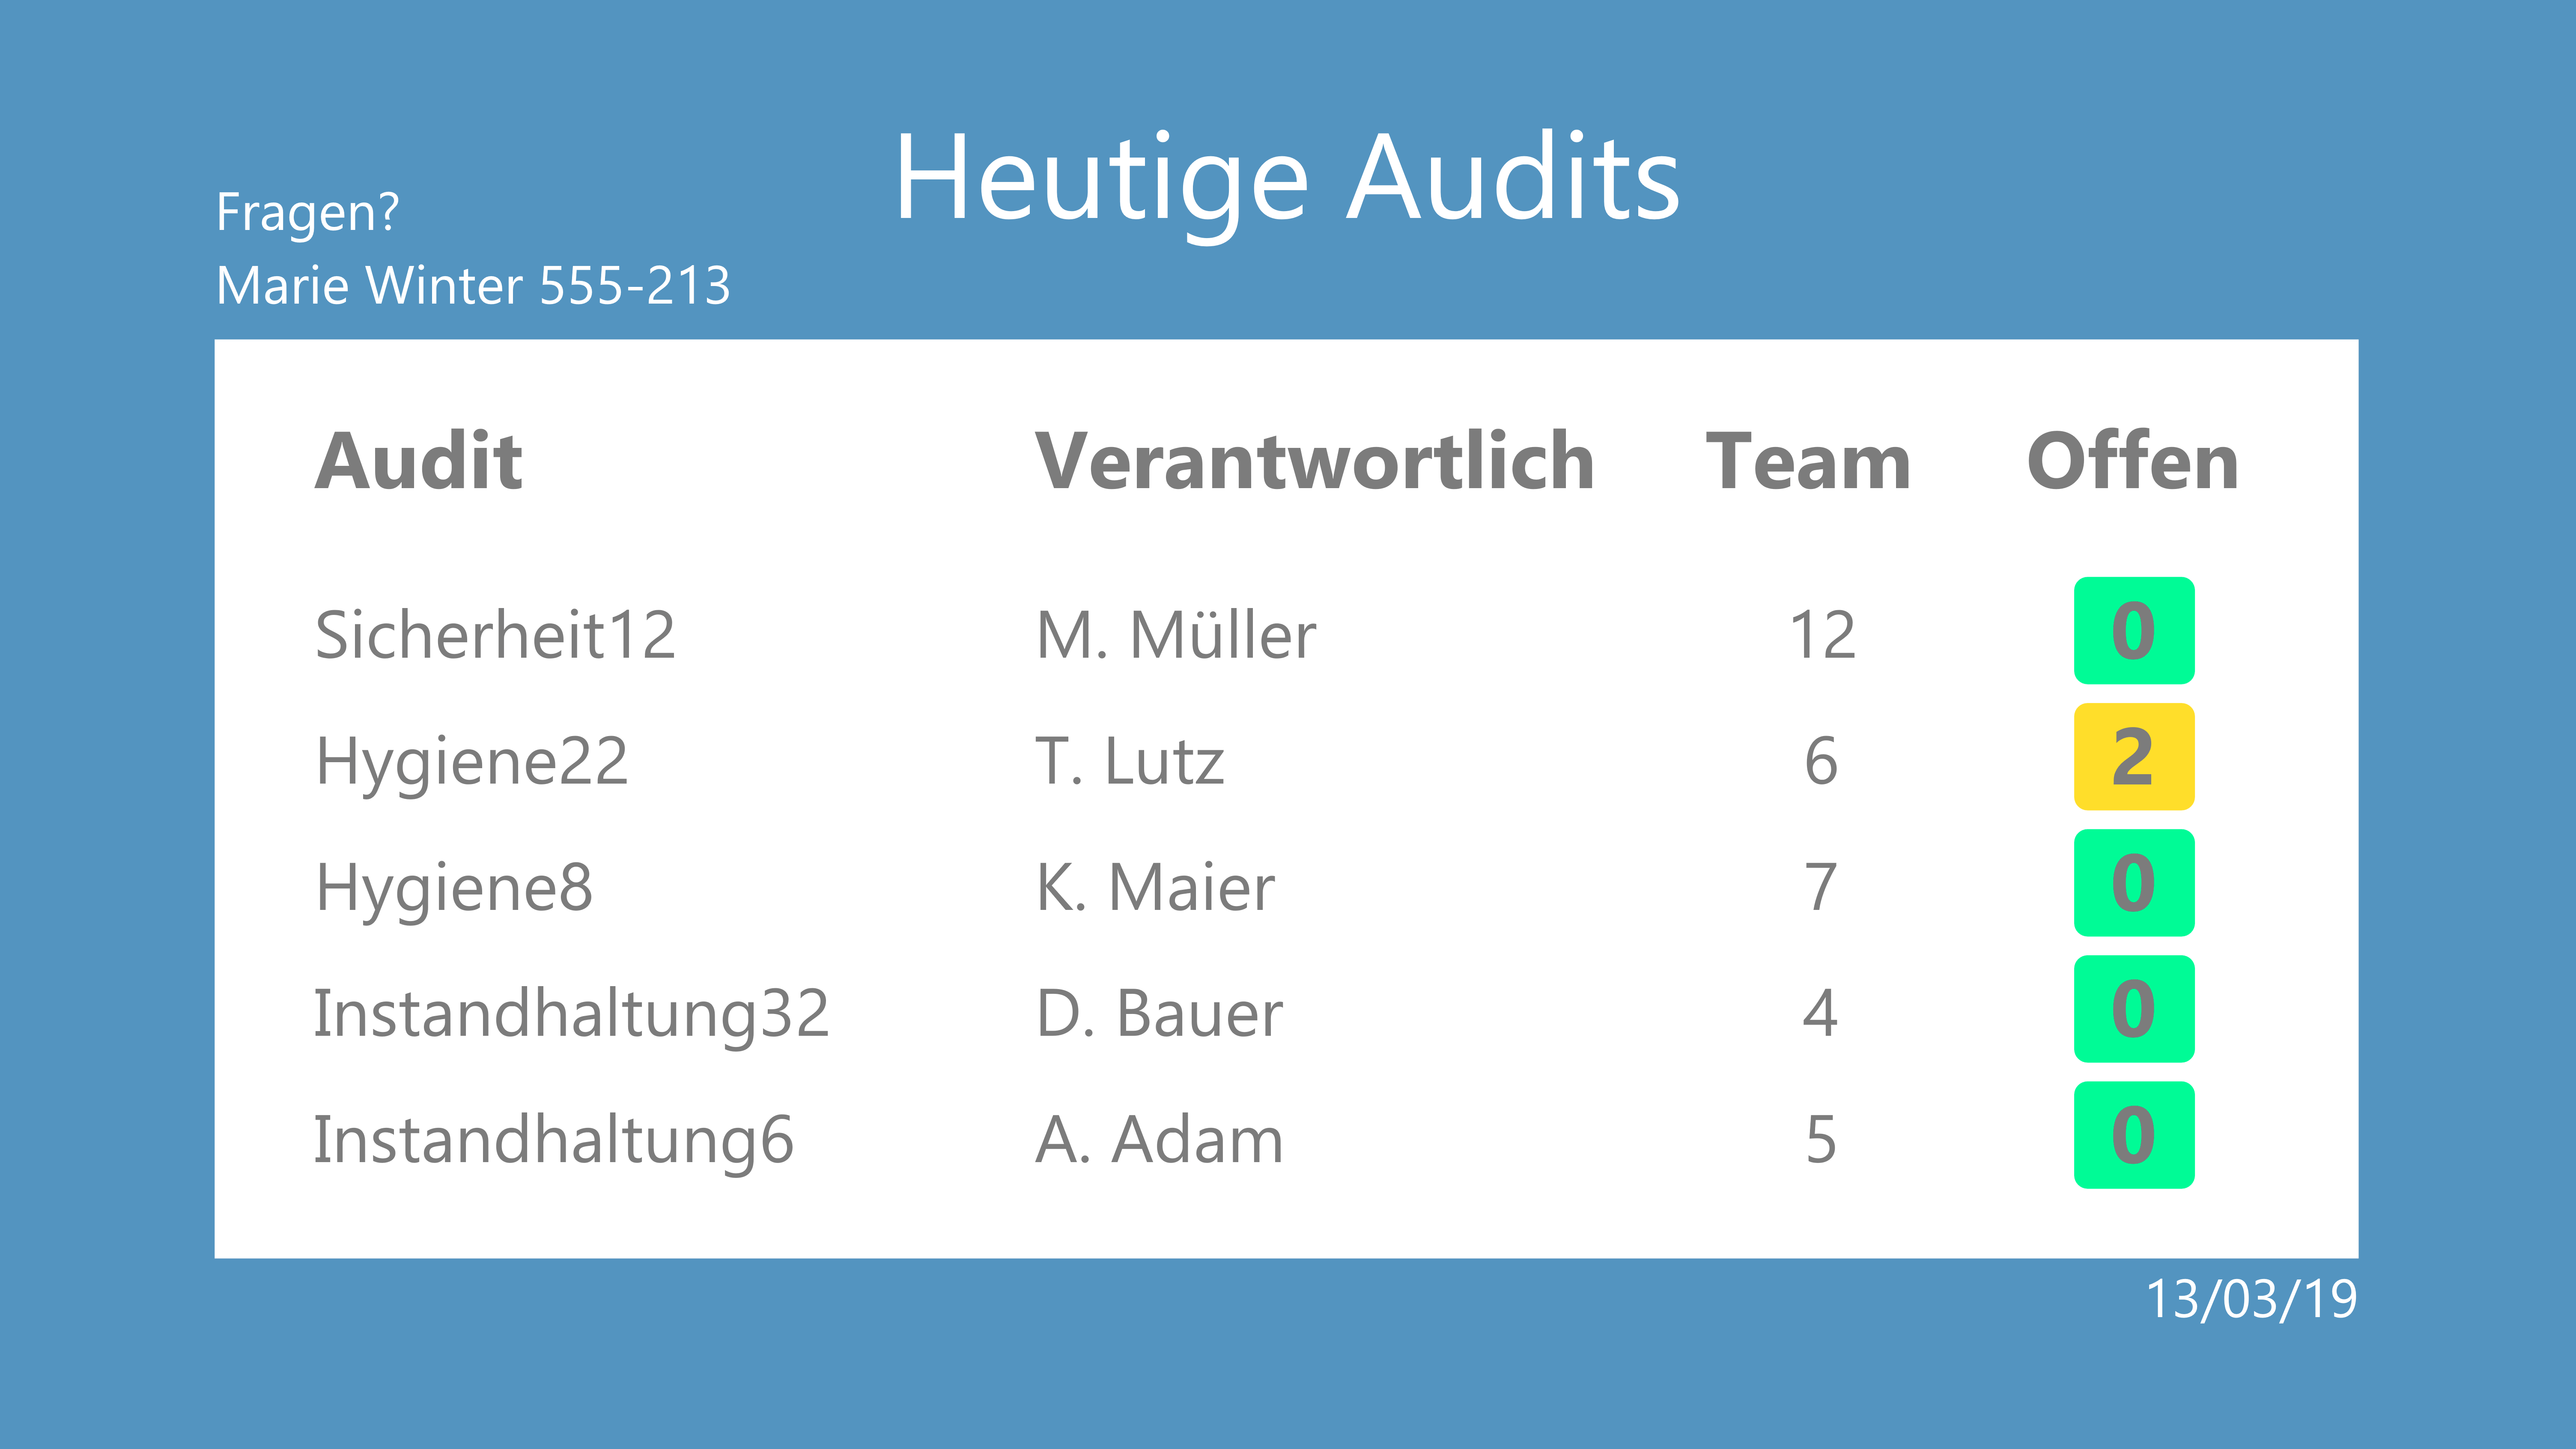 Heutige Audits
Fragen?
Marie Winter 555-213
Audit Verantwortlich Team Offen
Sicherheit12 M. Müller 12 0
Hygiene22 T. Lutz 6 2
Hygiene8 K. Maier 7 0
Instandhaltung32 D. Bauer 4 0
Instandhaltung6 A. Adam 5 0
13/03/19